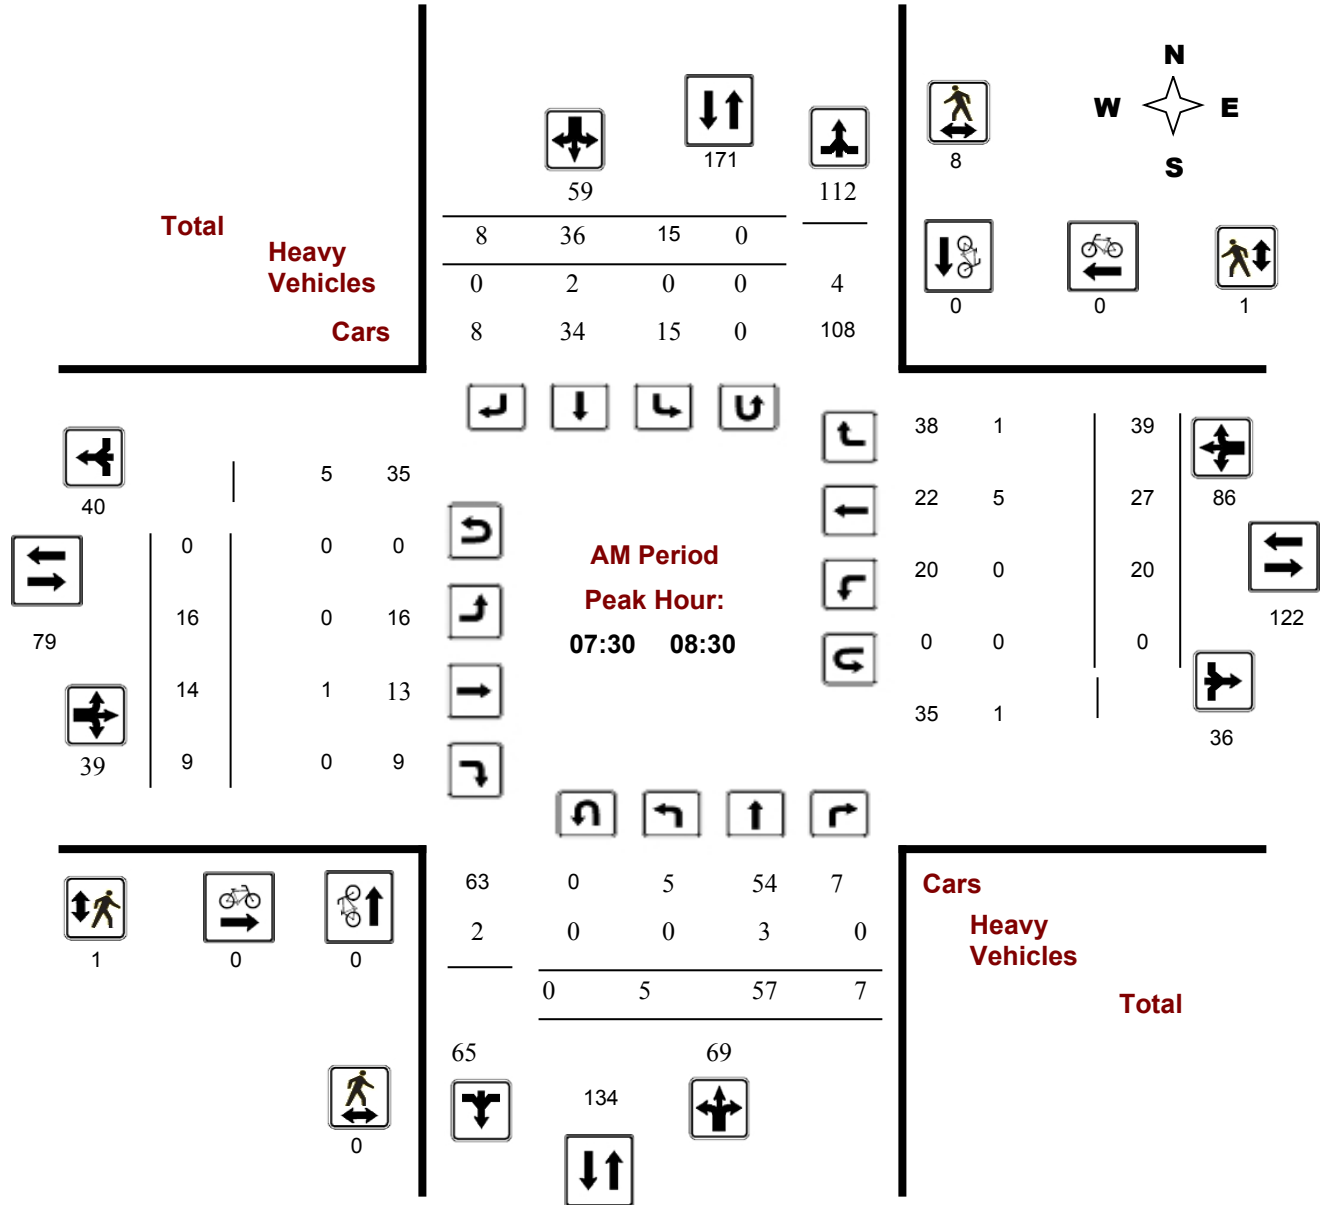 N
W E
S
171
59
112
8
Total
8 36 15 0
Heavy
Vehicles
0 2 0 0 4
Cars
8 34 15 0 108
0 0 1
38 1 39
5 35
40
22 5 27
86
0 0 0
AM Period
20 0 20
Peak Hour:
16 0 16
122
07:30 08:30
79
0 0 0
14 1 13
35 1
36
39
9 0 9
63 0 5 54 7
Cars
2 0 0 3 0
Heavy
Vehicles
1 0 0
0 5 57 7
Total
65 69
134
0